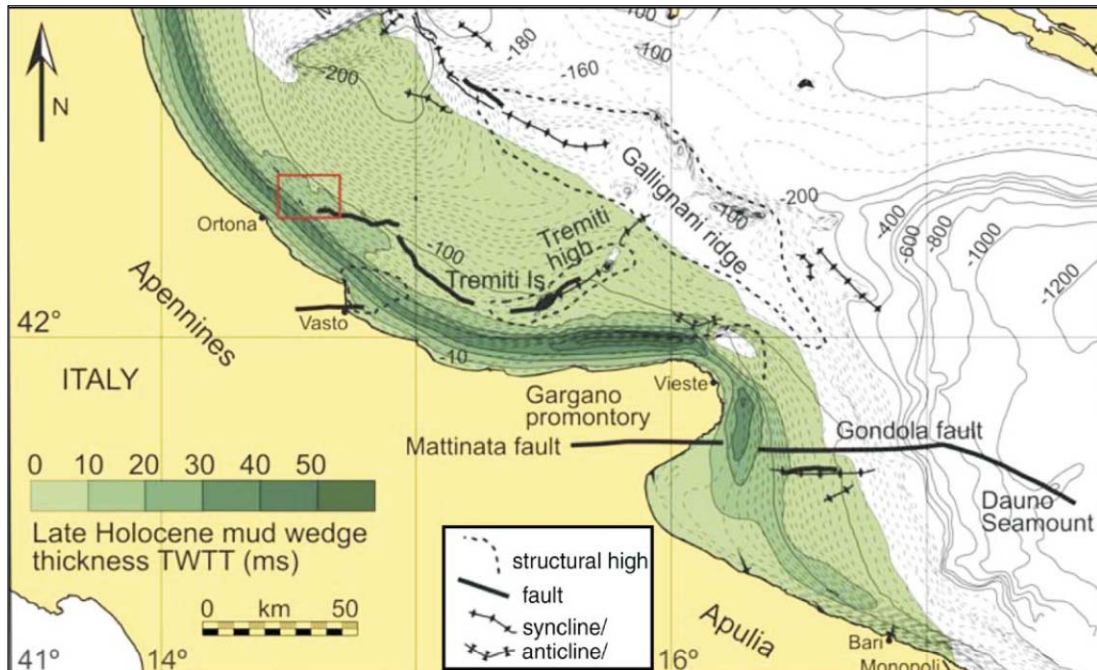 -100
-180
-160
-100
-200
N
Gallignani ridge
-200
-100
-400
-600
-800
-1000
-1200
Ortona
-100
Tremiti high
Tremiti Is
Apennines
Vasto
42°
-10
ITALY
Vieste
Gargano
promontory
Mattinata fault
Gondola fault
0 10 20 30 40 50
Late Holocene mud wedge
thickness TWTT (ms)
Dauno
Seamount
structural high
fault
syncline/
anticline/
0 km 50
Apulia
Bari
Monopoli
41°
14°
16°